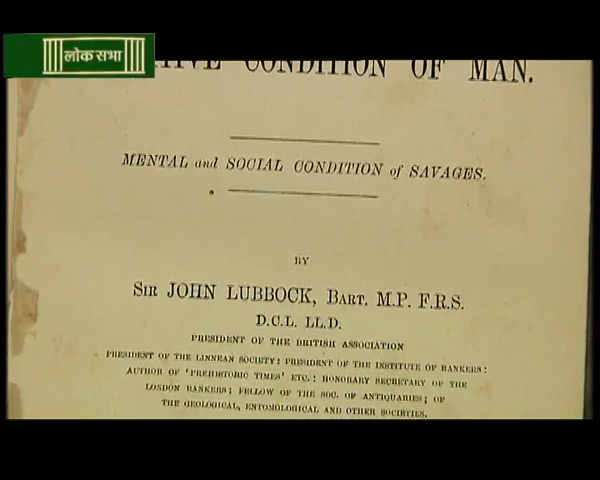 लोक सभा
CONDITION OF MAN.
MENTAL and SOCIAL CONDITION of SAVAGES.
BY
SIR JOHN LUBBOCK, BART. M.P. F.R.S.
D.C.L. LL.D.
PRESIDENT OF THE BRITISH ASSOCIATION
PRESIDENT OF THE LINNEAN SOCIETY: PRESIDENT OF THE INSTITUTE OF BANKERS:
AUTHOR OF 'PREHISTORIC TIMES' ETC.: HONORARY SECRETARY OF THE
LONDON BANKERS; FELLOW OF THE SOC. OF ANTIQUARIES; OF
THE GEOLOGICAL, ENTOMOLOGICAL AND OTHER SOCIETIES.